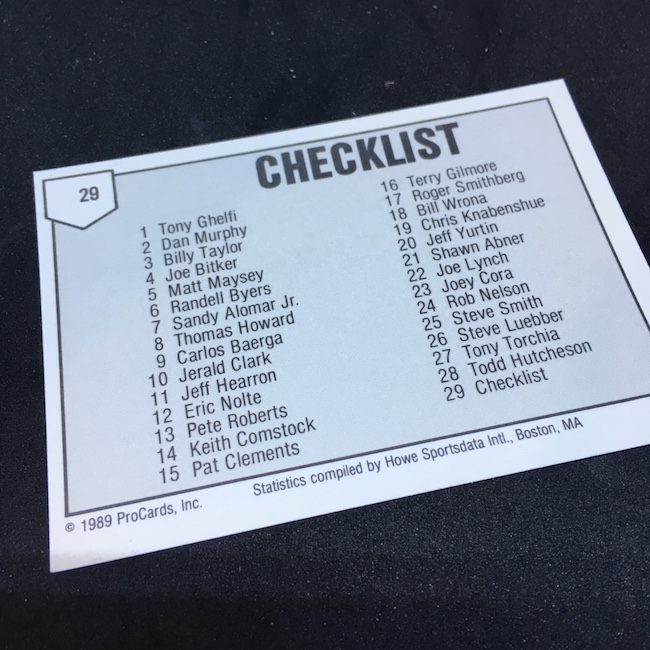 29
CHECKLIST
1 Tony Ghelfi
2 Dan Murphy
3 Billy Taylor
4 Joe Bitker
5 Matt Maysey
6 Randell Byers
7 Sandy Alomar Jr.
8 Thomas Howard
9 Carlos Baerga
10 Jerald Clark
11 Jeff Hearron
12 Eric Nolte
13 Pete Roberts
14 Keith Comstock
15 Pat Clements
16 Terry Gilmore
17 Roger Smithberg
18 Bill Wrona
19 Chris Knabenshue
20 Jeff Yurtin
21 Shawn Abner
22 Joe Lynch
23 Joey Cora
24 Rob Nelson
25 Steve Smith
26 Steve Luebber
27 Tony Torchia
28 Todd Hutcheson
29 Checklist
© 1989 ProCards, Inc.
Statistics compiled by Howe Sportsdata Intl., Boston, MA